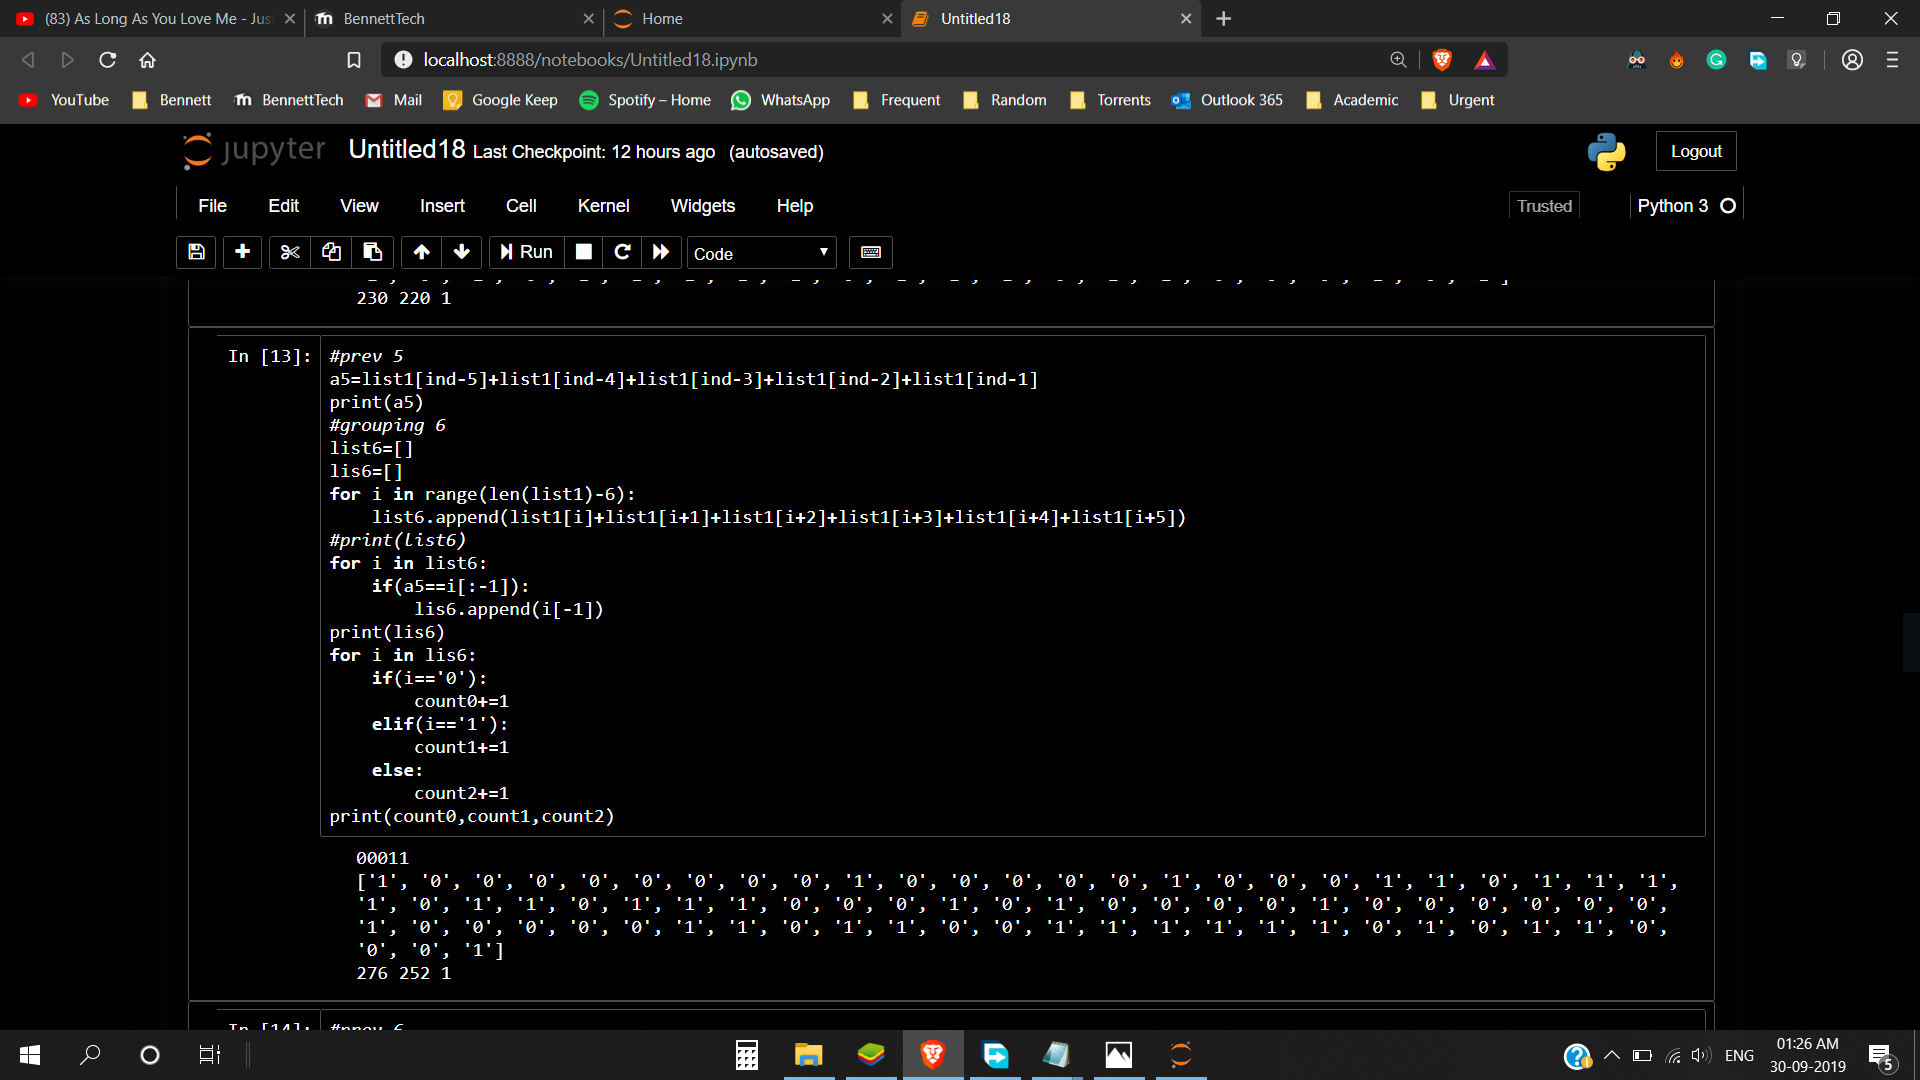 (83) As Long As You Love Me - Jus
BennettTech
Home
Untitled18
localhost:8888/notebooks/Untitled18.ipynb
YouTube
Bennett
BennettTech
Mail
Google Keep
Spotify – Home
WhatsApp
Frequent
Random
Torrents
Outlook 365
Academic
Urgent
jupyter
Untitled18 Last Checkpoint: 12 hours ago (autosaved)
Logout
File Edit View Insert Cell Kernel Widgets Help
Trusted
Python 3
Run
Code
230 220 1
In [13]:
#prev 5
a5=list1[ind-5]+list1[ind-4]+list1[ind-3]+list1[ind-2]+list1[ind-1]
print(a5)
#grouping 6
list6=[]
lis6=[]
for i in range(len(list1)-6):
    list6.append(list1[i]+list1[i+1]+list1[i+2]+list1[i+3]+list1[i+4]+list1[i+5])
#print(list6)
for i in list6:
    if(a5==i[:-1]):
        lis6.append(i[-1])
print(lis6)
for i in lis6:
    if(i=='0'):
        count0+=1
    elif(i=='1'):
        count1+=1
    else:
        count2+=1
print(count0,count1,count2)
00011
['1', '0', '0', '0', '0', '0', '0', '0', '0', '1', '0', '0', '0', '0', '0', '1', '0', '0', '0', '1', '1', '0', '1', '1', '1',
'1', '0', '1', '1', '0', '1', '1', '1', '0', '0', '0', '1', '0', '1', '0', '0', '0', '0', '1', '0', '0', '0', '0', '0', '0',
'1', '0', '0', '0', '0', '0', '1', '1', '0', '1', '1', '0', '0', '1', '1', '1', '1', '1', '1', '0', '1', '0', '1', '1', '0',
'0', '0', '1']
276 252 1
In [14]:
#prev 6
ENG
01:26 AM
30-09-2019
5